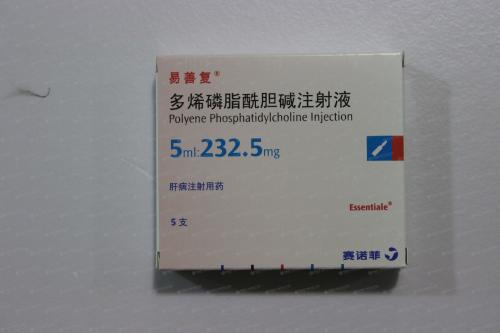 易善复®
多烯磷脂酰胆碱注射液
Polyene Phosphatidylcholine Injection
5ml:232.5mg
肝病注射用药
Essentiale®
5支
赛诺菲